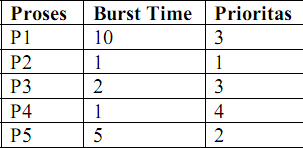 Proses Burst Time Prioritas
P1 10 3
P2 1 1
P3 2 3
P4 1 4
P5 5 2